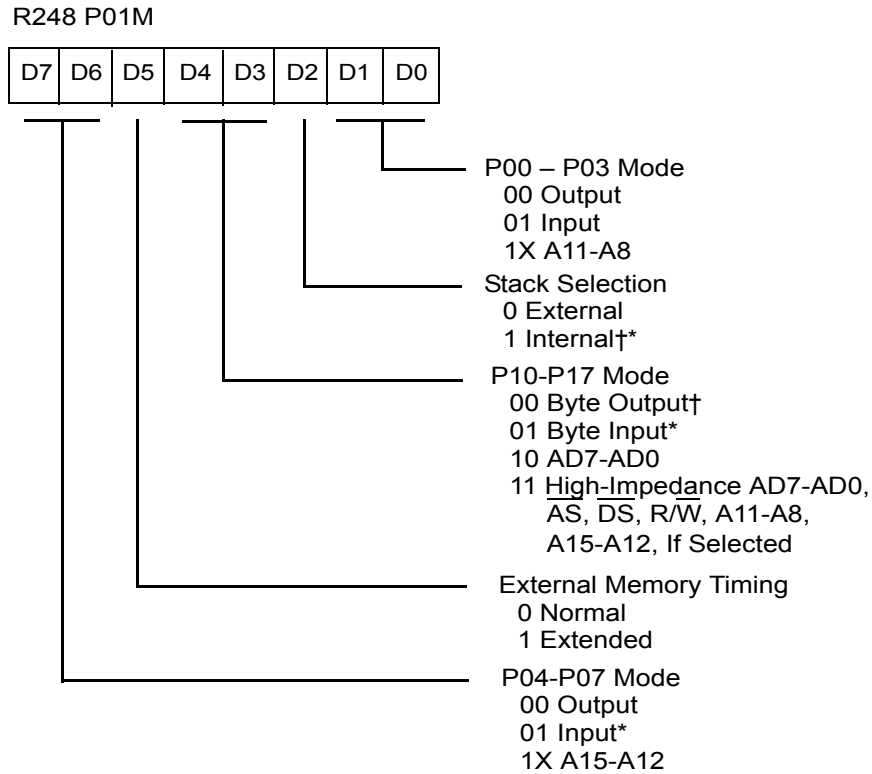 R248 P01M
D7 D6 D5 D4 D3 D2 D1 D0
P00 – P03 Mode
00 Output
01 Input
1X A11-A8
Stack Selection
0 External
1 Internal†*
P10-P17 Mode
00 Byte Output†
01 Byte Input*
10 AD7-AD0
11 High-Impedance AD7-AD0,
A̅S̅, D̅S̅, R/W̅, A11-A8,
A15-A12, If Selected
External Memory Timing
0 Normal
1 Extended
P04-P07 Mode
00 Output
01 Input*
1X A15-A12